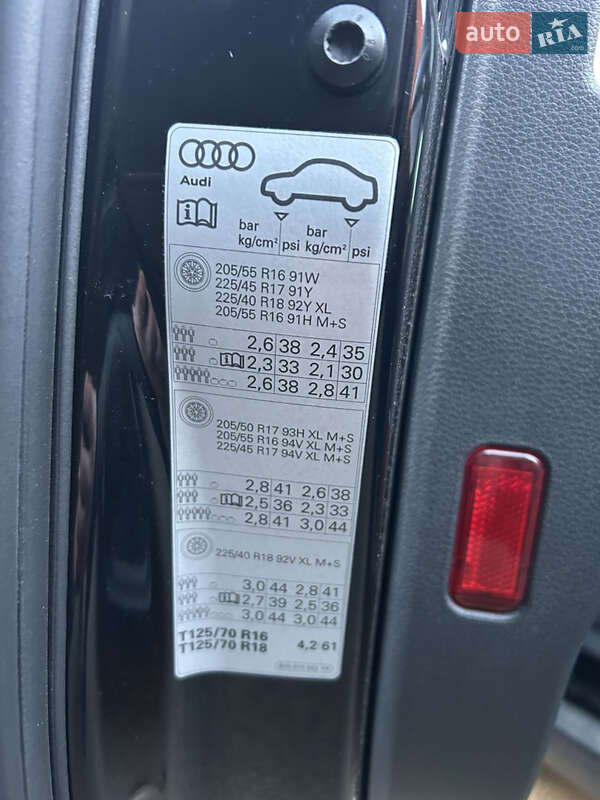 auto RIA.com
Audi
bar bar
kg/cm² psi kg/cm² psi
205/55 R16 91W
225/45 R17 91Y
225/40 R18 92Y XL
205/55 R16 91H M+S
2,6 38 2,4 35
2,3 33 2,1 30
2,6 38 2,8 41
205/50 R17 93H XL M+S
205/55 R16 94V XL M+S
225/45 R17 94V XL M+S
2,8 41 2,6 38
2,5 36 2,3 33
2,8 41 3,0 44
225/40 R18 92V XL M+S
3,0 44 2,8 41
2,7 39 2,5 36
3,0 44 3,0 44
T125/70 R16 4,2 61
T125/70 R18